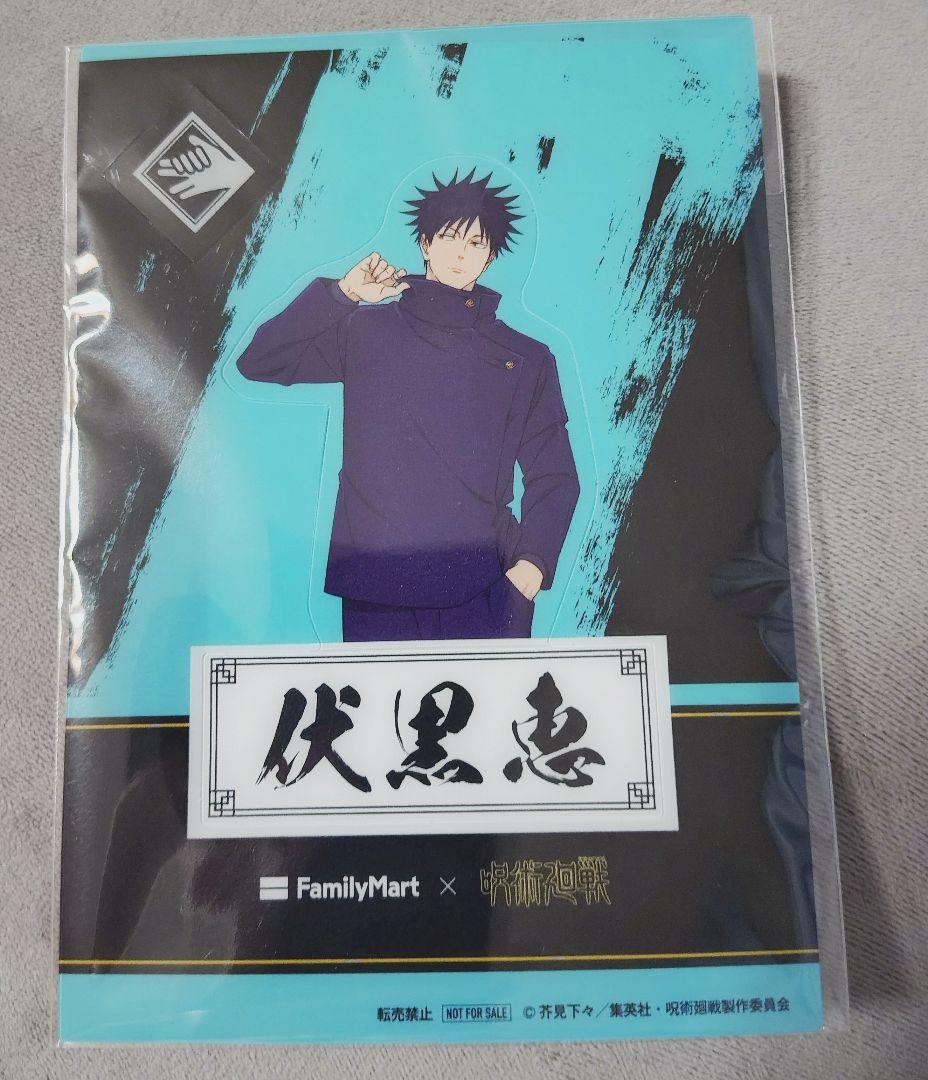 伏黒恵
FamilyMart × 呪術廻戦
転売禁止 NOT FOR SALE © 芥見下々／集英社・呪術廻戦製作委員会